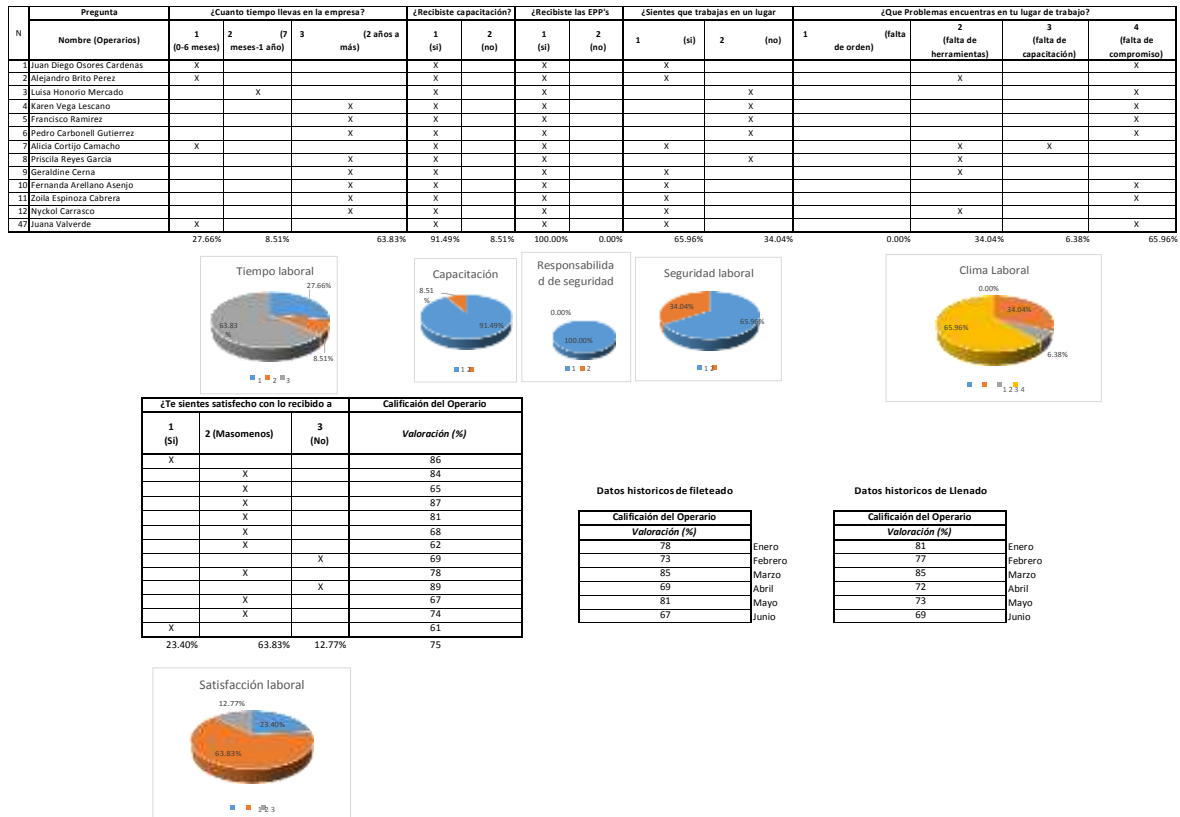 N Pregunta ¿Cuanto tiempo llevas en la empresa? ¿Recibiste capacitación? ¿Recibiste las EPP's ¿Sientes que trabajas en un lugar ¿Que Problemas encuentras en tu lugar de trabajo?
Nombre (Operarios) 1 (0-6 meses) 2 (7 meses-1 año) 3 (2 años a más) 1 (si) 2 (no) 1 (si) 2 (no) 1 (si) 2 (no) 1 (falta de orden) 2 (falta de herramientas) 3 (falta de capacitación) 4 (falta de compromiso)
1 Juan Diego Osores Cardenas X X X X X
2 Alejandro Brito Perez X X X X X
3 Luisa Honorio Mercado X X X X X
4 Karen Vega Lescano X X X X X
5 Francisco Ramirez X X X X X
6 Pedro Carbonell Gutierrez X X X X X
7 Alicia Cortijo Camacho X X X X X X
8 Priscila Reyes Garcia X X X X X
9 Geraldine Cerna X X X X X
10 Fernanda Arellano Asenjo X X X X X
11 Zoila Espinoza Cabrera X X X X X
12 Nyckol Carrasco X X X X X
47 Juana Valverde X X X X X
27.66% 8.51% 63.83% 91.49% 8.51% 100.00% 0.00% 65.96% 34.04% 0.00% 34.04% 6.38% 65.96%
Tiempo laboral
27.66%
63.83
%
8.51%
1 2 3
Capacitación
8.51
%
91.49%
1 2
Responsabilida
d de seguridad
0.00%
100.00%
1 2
Seguridad laboral
34.04%
65.96%
1 2
Clima Laboral
0.00%
34.04%
65.96%
6.38%
1 2 3 4
¿Te sientes satisfecho con lo recibido a Calificaión del Operario
1 (Si) 2 (Masomenos) 3 (No) Valoración (%)
X 86
X 84
X 65
X 87
X 81
X 68
X 62
X 69
X 78
X 89
X 67
X 74
X 61
23.40% 63.83% 12.77% 75
Datos historicos de fileteado
Calificaión del Operario
Valoración (%)
78 Enero
73 Febrero
85 Marzo
69 Abril
81 Mayo
67 Junio
Datos historicos de Llenado
Calificaión del Operario
Valoración (%)
81 Enero
77 Febrero
85 Marzo
72 Abril
73 Mayo
69 Junio
Satisfacción laboral
12.77%
23.40%
63.83%
1 2 3